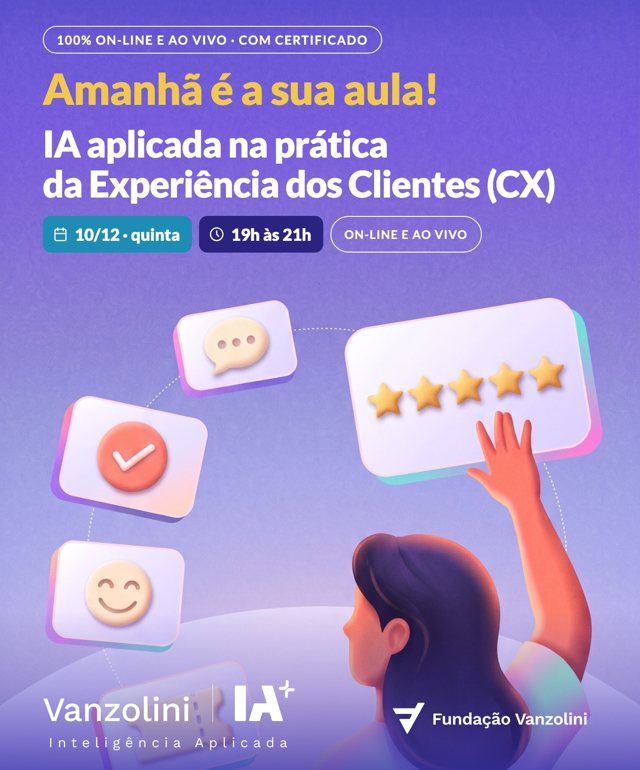 100% ON-LINE E AO VIVO · COM CERTIFICADO
Amanhã é a sua aula!
IA aplicada na prática
da Experiência dos Clientes (CX)
10/12 · quinta
19h às 21h
ON-LINE E AO VIVO
Vanzolini
IA+
Inteligência Aplicada
Fundação Vanzolini